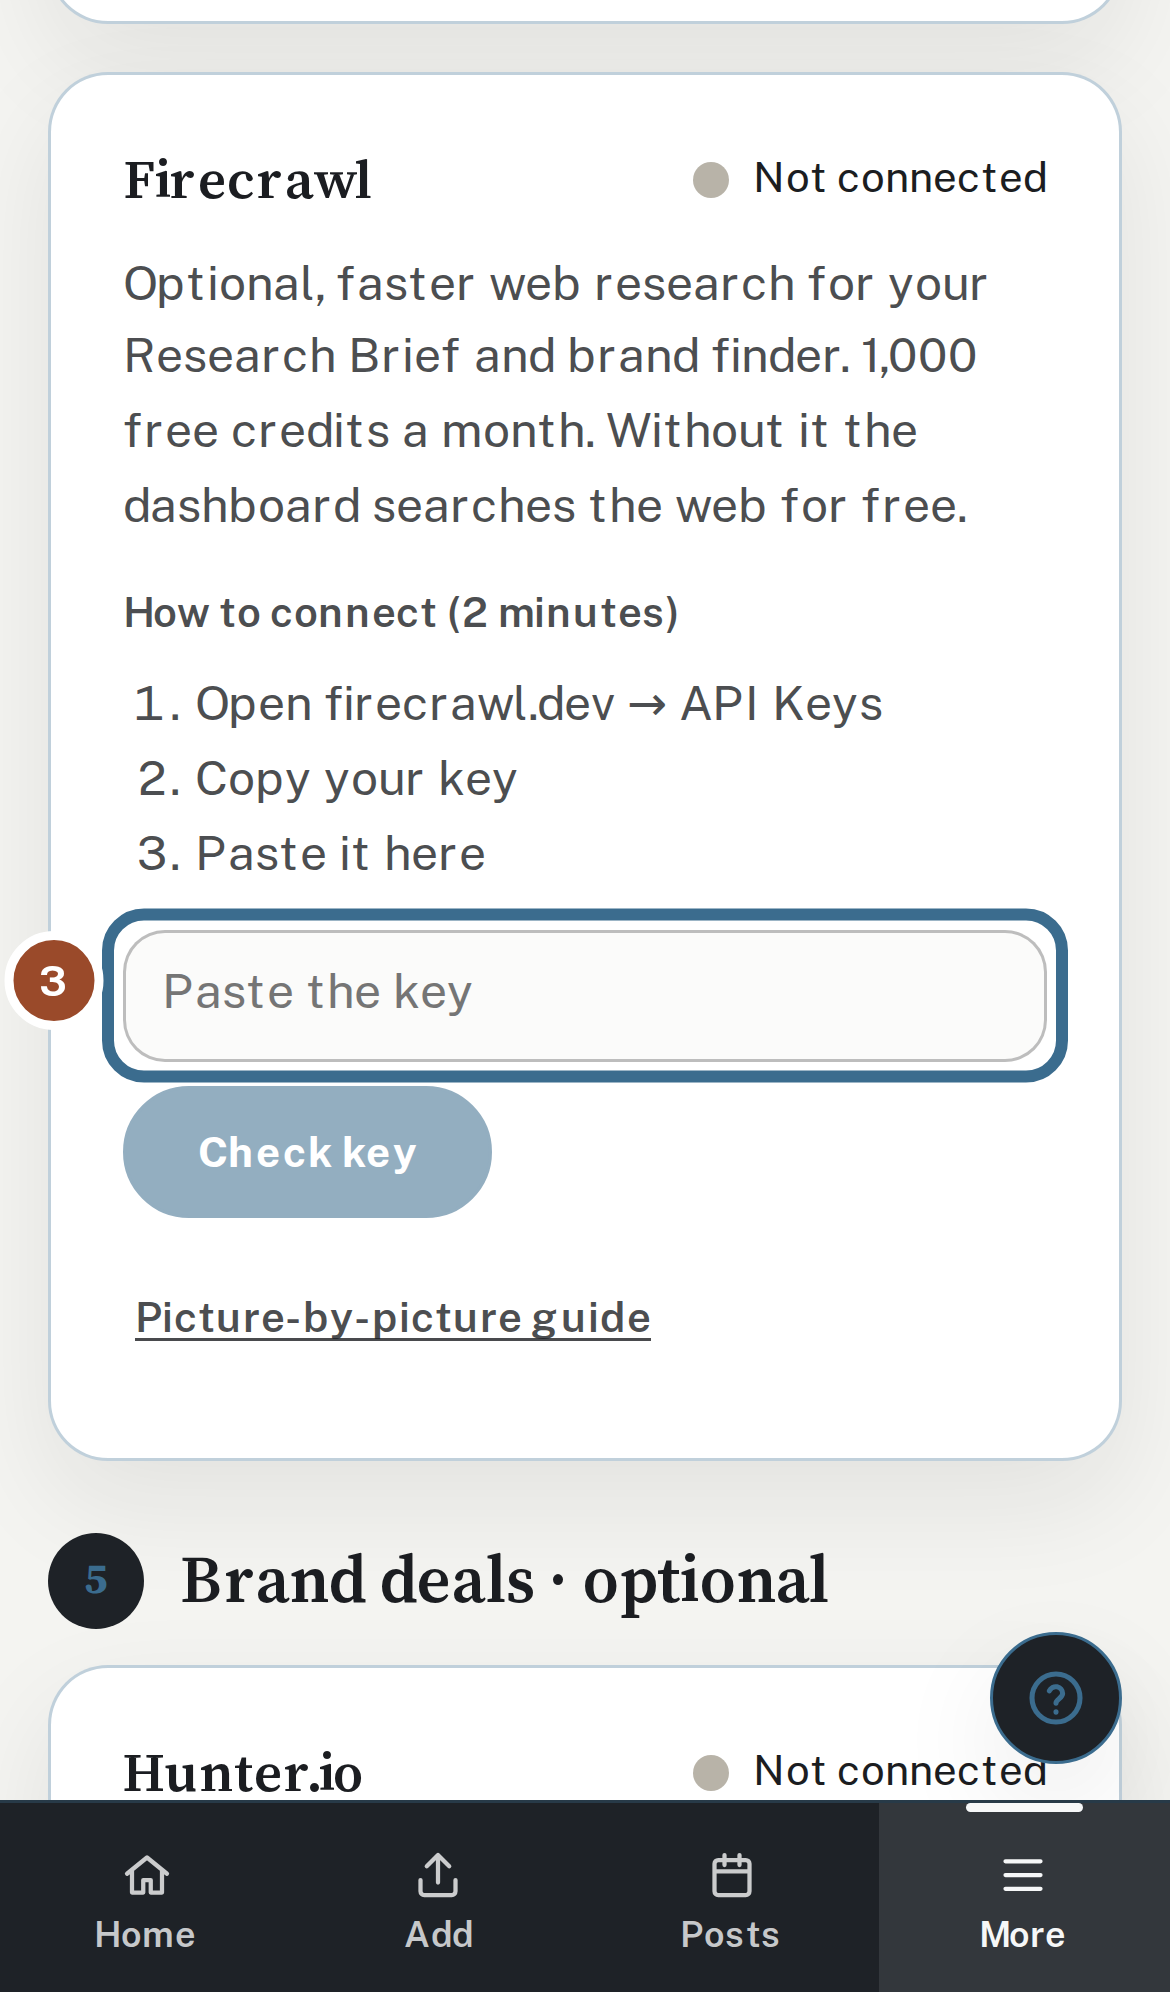 Firecrawl
Not connected
Optional, faster web research for your
Research Brief and brand finder. 1,000
free credits a month. Without it the
dashboard searches the web for free.
How to connect (2 minutes)
1. Open firecrawl.dev → API Keys
2. Copy your key
3. Paste it here
3
Paste the key
Check key
Picture-by-picture guide
5
Brand deals · optional
?
Hunter.io
Not connected
Home
Add
Posts
More